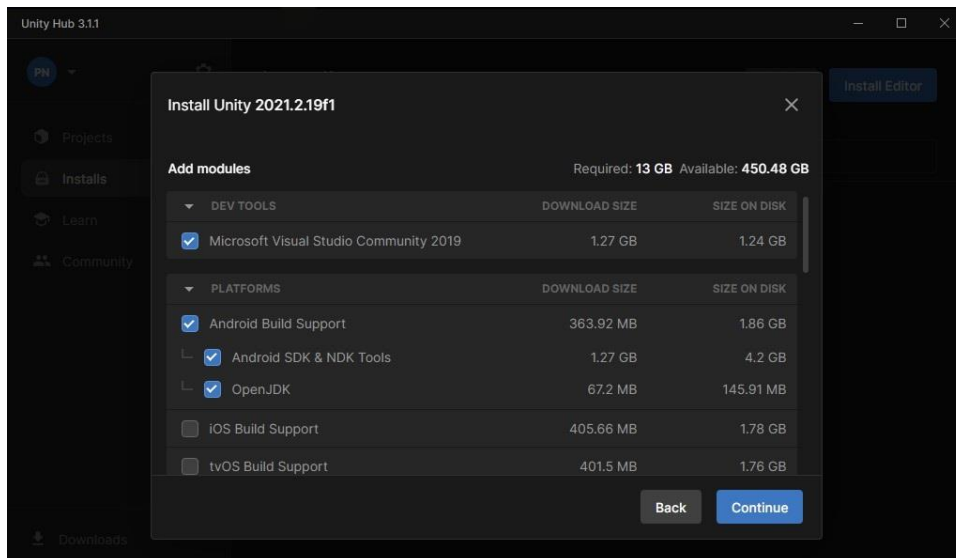 Unity Hub 3.1.1
PN
Install Editor
Projects
Installs
Learn
Community
Downloads
Install Unity 2021.2.19f1
Add modules Required: 13 GB Available: 450.48 GB
DEV TOOLS DOWNLOAD SIZE SIZE ON DISK
Microsoft Visual Studio Community 2019 1.27 GB 1.24 GB
PLATFORMS DOWNLOAD SIZE SIZE ON DISK
Android Build Support 363.92 MB 1.86 GB
Android SDK & NDK Tools 1.27 GB 4.2 GB
OpenJDK 67.2 MB 145.91 MB
iOS Build Support 405.66 MB 1.78 GB
tvOS Build Support 401.5 MB 1.76 GB
Back Continue